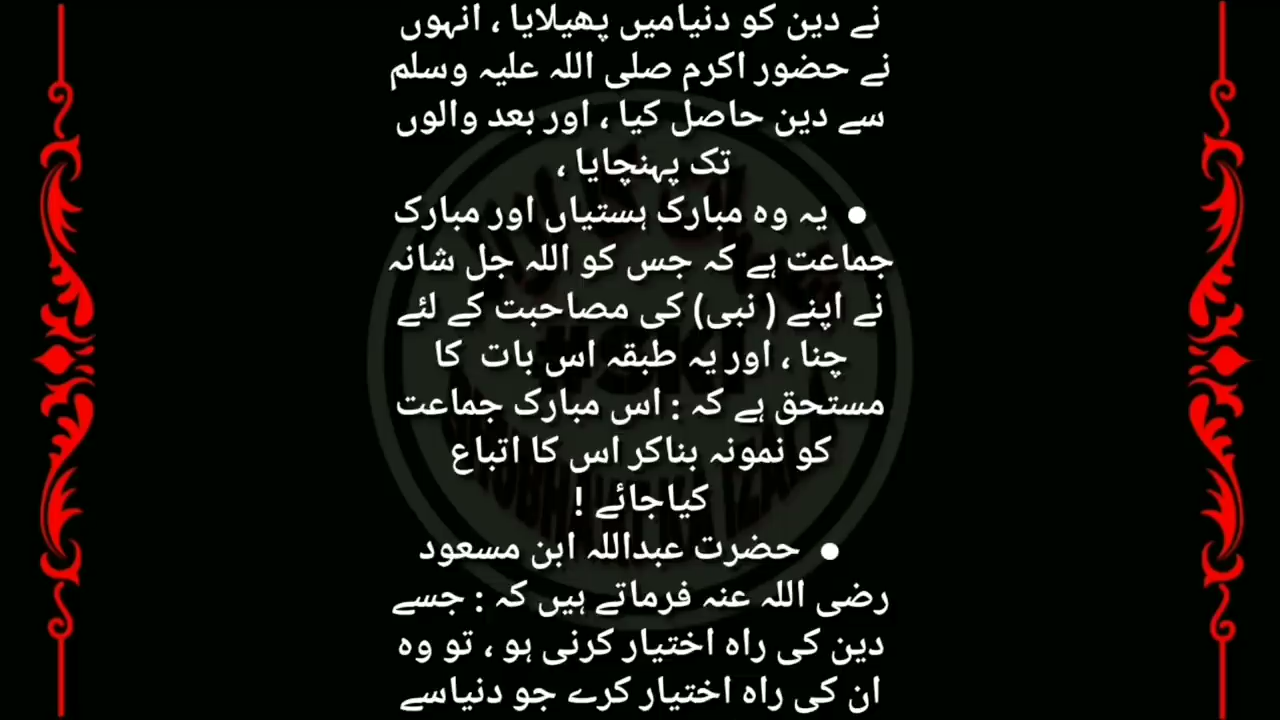 نے دین کو دنیامیں پھیلایا ، انہوں
نے حضور اکرم صلی اللہ علیہ وسلم
سے دین حاصل کیا ، اور بعد والوں
تک پہنچایا ،
● یہ وہ مبارک ہستیاں اور مبارک
جماعت ہے کہ جس کو اللہ جل شانہ
نے اپنے ( نبی) کی مصاحبت کے لئے
چنا ، اور یہ طبقہ اس بات کا
مستحق ہے کہ : اس مبارک جماعت
کو نمونہ بناکر اس کا اتباع
کیاجائے !
● حضرت عبداللہ ابن مسعود
رضی اللہ عنہ فرماتے ہیں کہ : جسے
دین کی راہ اختیار کرنی ہو ، تو وہ
ان کی راہ اختیار کرے جو دنیاسے